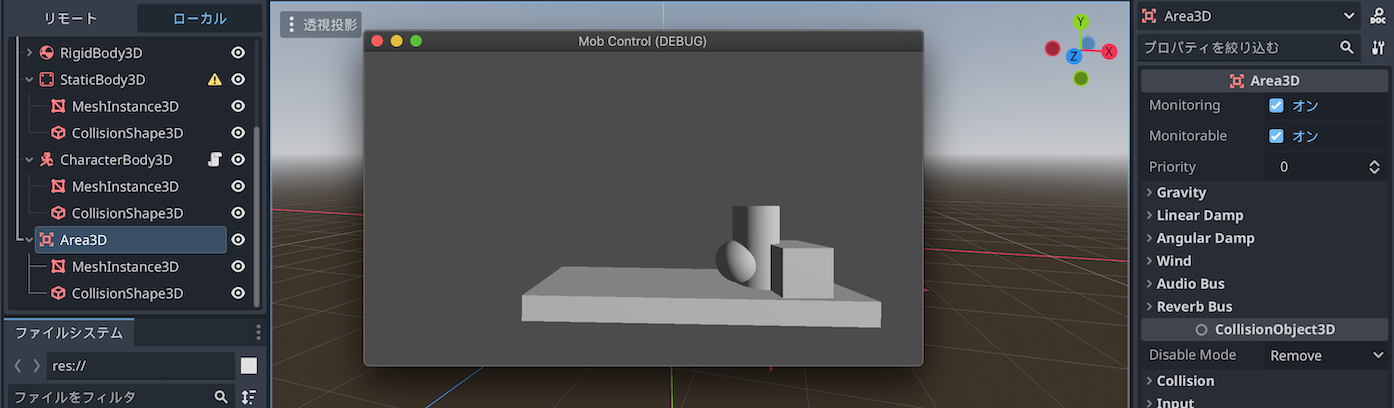 リモート
ローカル
RigidBody3D
StaticBody3D
MeshInstance3D
CollisionShape3D
CharacterBody3D
MeshInstance3D
CollisionShape3D
Area3D
MeshInstance3D
CollisionShape3D
ファイルシステム
res://
ファイルをフィルタ
透視投影
Mob Control (DEBUG)
Y
X
Z
Area3D
DOC
プロパティを絞り込む
Area3D
Monitoring オン
Monitorable オン
Priority 0
Gravity
Linear Damp
Angular Damp
Wind
Audio Bus
Reverb Bus
CollisionObject3D
Disable Mode Remove
Collision
Input